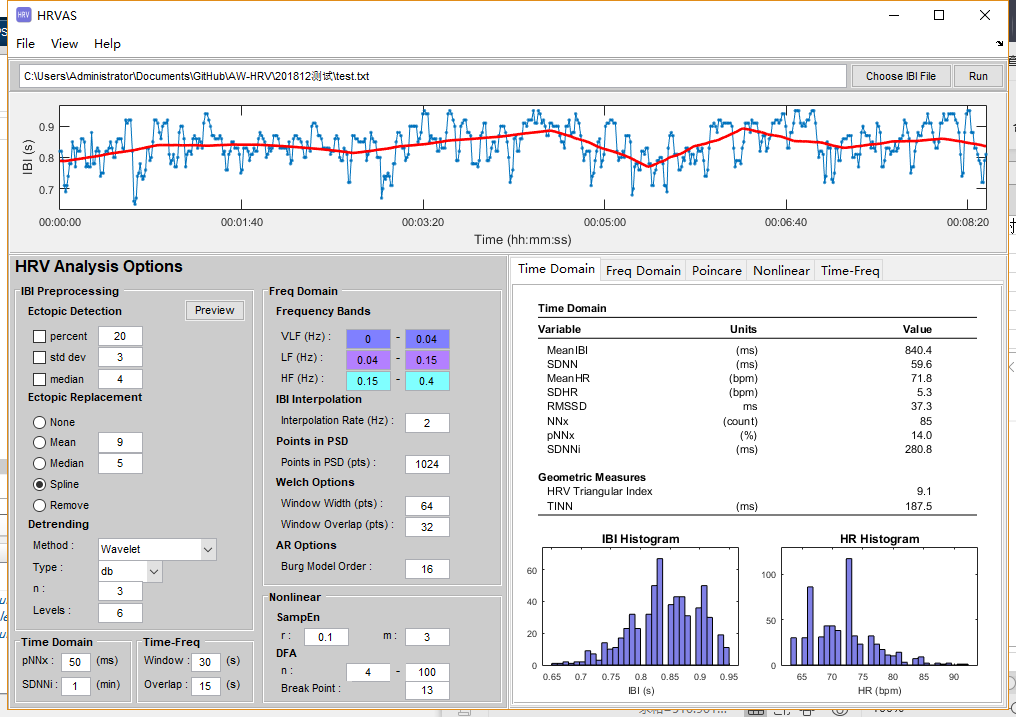 HRV HRVAS
File View Help
C:\Users\Administrator\Documents\GitHub\AW-HRV\201812测试\test.txt Choose IBI File Run
IBI (s)
0.9
0.8
0.7
00:00:00 00:01:40 00:03:20 00:05:00 00:06:40 00:08:20
Time (hh:mm:ss)
HRV Analysis Options
IBI Preprocessing
Ectopic Detection Preview
percent 20
std dev 3
median 4
Ectopic Replacement
None
Mean 9
Median 5
Spline
Remove
Detrending
Method : Wavelet
Type : db
n : 3
Levels : 6
Time Domain
pNNx : 50 (ms)
SDNNi : 1 (min)
Time-Freq
Window : 30 (s)
Overlap : 15 (s)
Freq Domain
Frequency Bands
VLF (Hz) : 0 - 0.04
LF (Hz) : 0.04 - 0.15
HF (Hz) : 0.15 - 0.4
IBI Interpolation
Interpolation Rate (Hz) : 2
Points in PSD
Points in PSD (pts) : 1024
Welch Options
Window Width (pts) : 64
Window Overlap (pts) : 32
AR Options
Burg Model Order : 16
Nonlinear
SampEn
r : 0.1 m : 3
DFA
n : 4 - 100
Break Point : 13
Time Domain Freq Domain Poincare Nonlinear Time-Freq
Time Domain
Variable Units Value
MeanIBI (ms) 840.4
SDNN (ms) 59.6
MeanHR (bpm) 71.8
SDHR (bpm) 5.3
RMSSD ms 37.3
NNx (count) 85
pNNx (%) 14.0
SDNNi (ms) 280.8
Geometric Measures
HRV Triangular Index 9.1
TINN (ms) 187.5
IBI Histogram
60
40
20
0
0.65 0.7 0.75 0.8 0.85 0.9 0.95
IBI (s)
HR Histogram
100
50
0
65 70 75 80 85 90
HR (bpm)